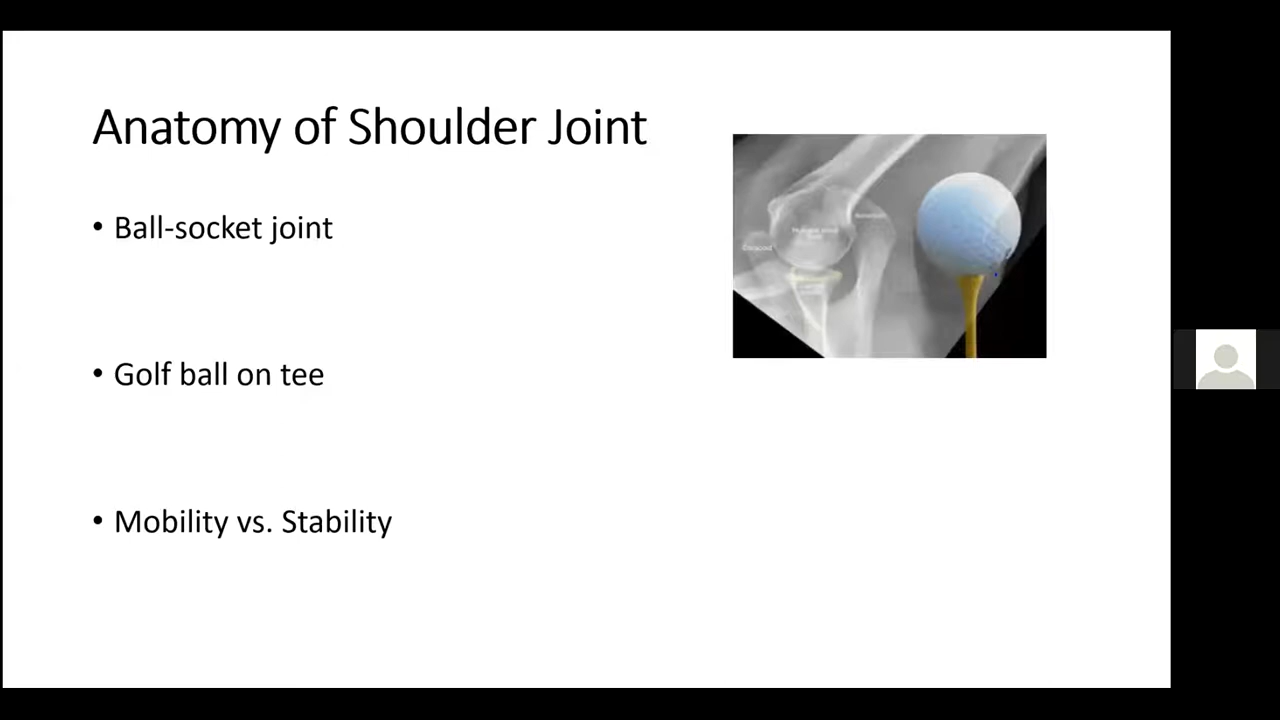 Anatomy of Shoulder Joint
• Ball-socket joint
• Golf ball on tee
• Mobility vs. Stability